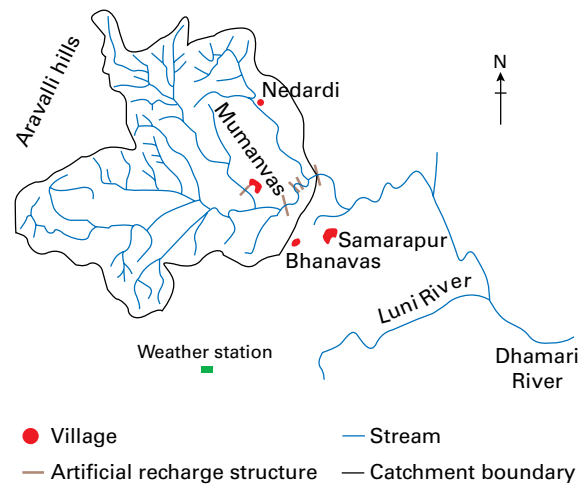 Aravalli hills
N
Nedardi
Mumanvas
Samarapur
Bhanavas
Luni River
Weather station
Dhamari
River
Village
Stream
Artificial recharge structure
Catchment boundary